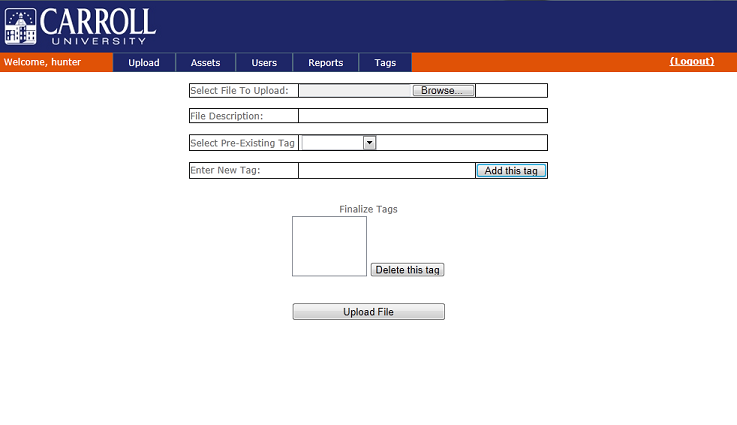 CARROLL
UNIVERSITY
Welcome, hunter Upload Assets Users Reports Tags (Logout)
Select File To Upload: Browse...
File Description:
Select Pre-Existing Tag
Enter New Tag: Add this tag
Finalize Tags
Delete this tag
Upload File